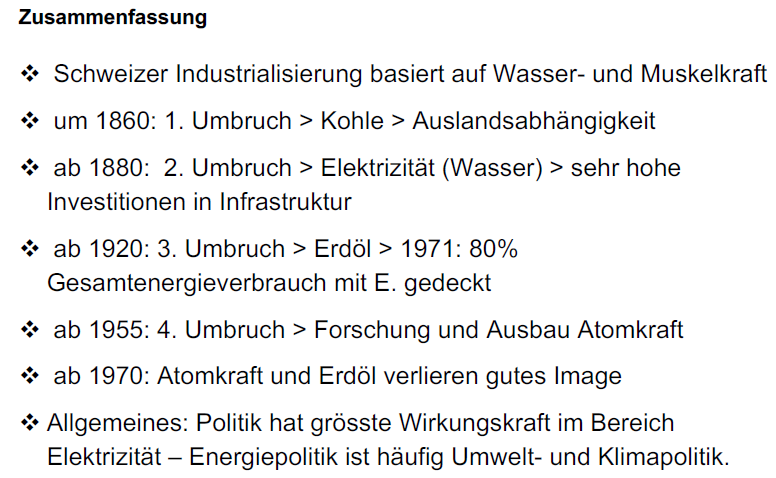 Zusammenfassung
❖ Schweizer Industrialisierung basiert auf Wasser- und Muskelkraft
❖ um 1860: 1. Umbruch > Kohle > Auslandsabhängigkeit
❖ ab 1880: 2. Umbruch > Elektrizität (Wasser) > sehr hohe
Investitionen in Infrastruktur
❖ ab 1920: 3. Umbruch > Erdöl > 1971: 80%
Gesamtenergieverbrauch mit E. gedeckt
❖ ab 1955: 4. Umbruch > Forschung und Ausbau Atomkraft
❖ ab 1970: Atomkraft und Erdöl verlieren gutes Image
❖ Allgemeines: Politik hat grösste Wirkungskraft im Bereich
Elektrizität – Energiepolitik ist häufig Umwelt- und Klimapolitik.